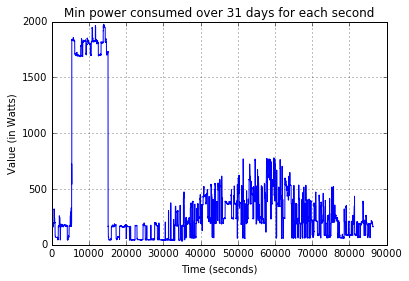 Min power consumed over 31 days for each second
2000
1500
1000
500
0
Value (in Watts)
0 10000 20000 30000 40000 50000 60000 70000 80000 90000
Time (seconds)